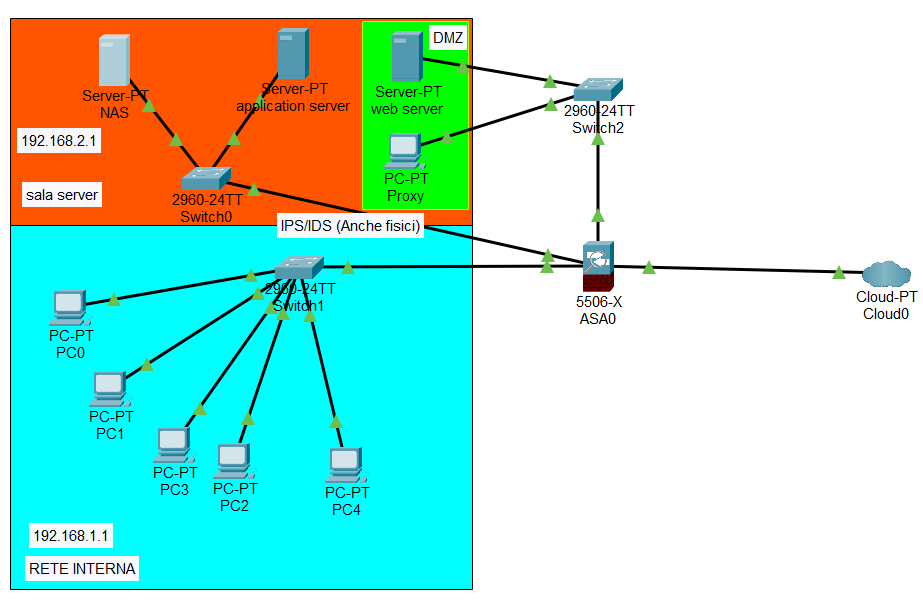 DMZ
Server-PT
NAS
Server-PT
application server
Server-PT
web server
2960-24TT
Switch2
192.168.2.1
PC-PT
Proxy
sala server
2960-24TT
Switch0
IPS/IDS (Anche fisici)
2960-24TT
Switch1
5506-X
ASA0
Cloud-PT
Cloud0
PC-PT
PC0
PC-PT
PC1
PC-PT
PC3
PC-PT
PC2
PC-PT
PC4
192.168.1.1
RETE INTERNA